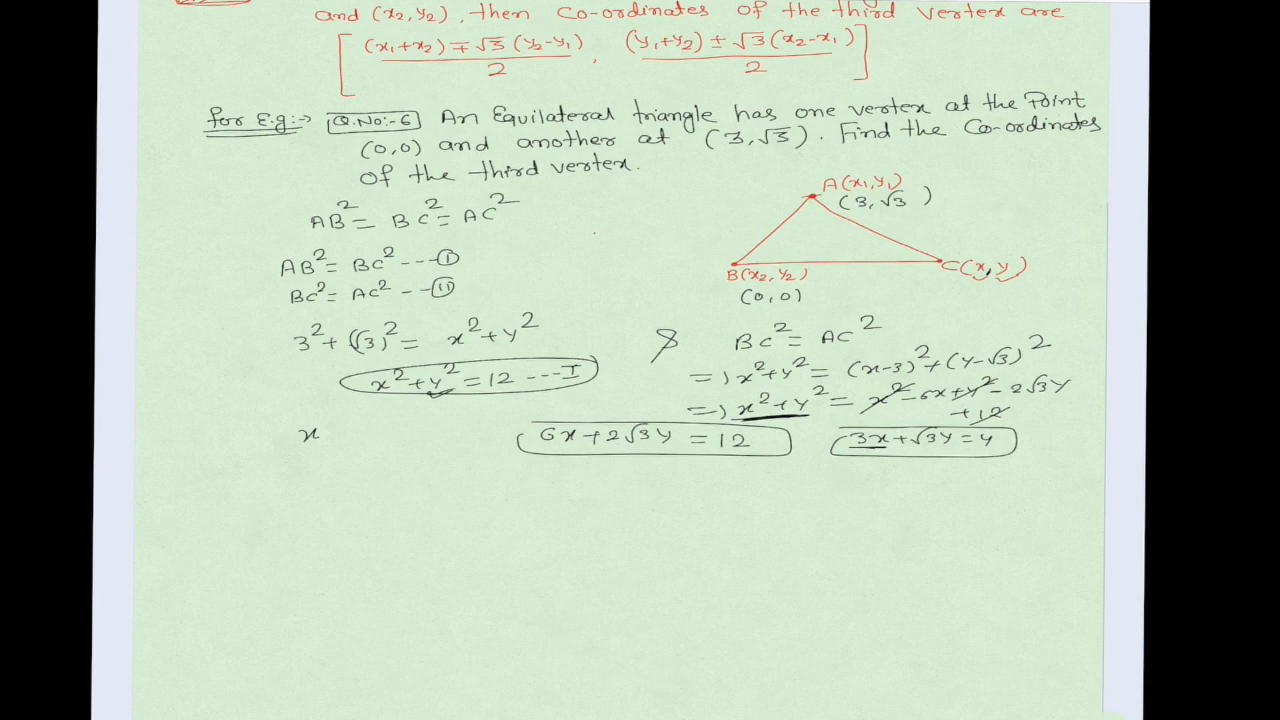 and (x₁,y₂), then Co-ordinates of the third vertex are
[ (x₁+x₂) ∓ √3 (y₂-y₁) / 2 , (y₁+y₂) ± √3 (x₂-x₁) / 2 ]
for E.g:→ Q.No:-6 An Equilateral triangle has one vertex at the Point
(0,0) and another at (3,√3). Find the Co-ordinates
of the third vertex.
A(x₁,y₁)
(3,√3)
B(x₂,y₂)
(0,0)
C(x,y)
AB² = BC² = AC²
AB² = BC² ---①
BC² = AC² ---⑪
3² + (√3)² = x² + y²
x² + y² = 12 ---I
x
& BC² = AC²
=) x²+y² = (x-3)² + (y-√3)²
=) x²+y² = x²-6x+y²-2√3y
+12
6x+2√3y = 12
3x+√3y = 4